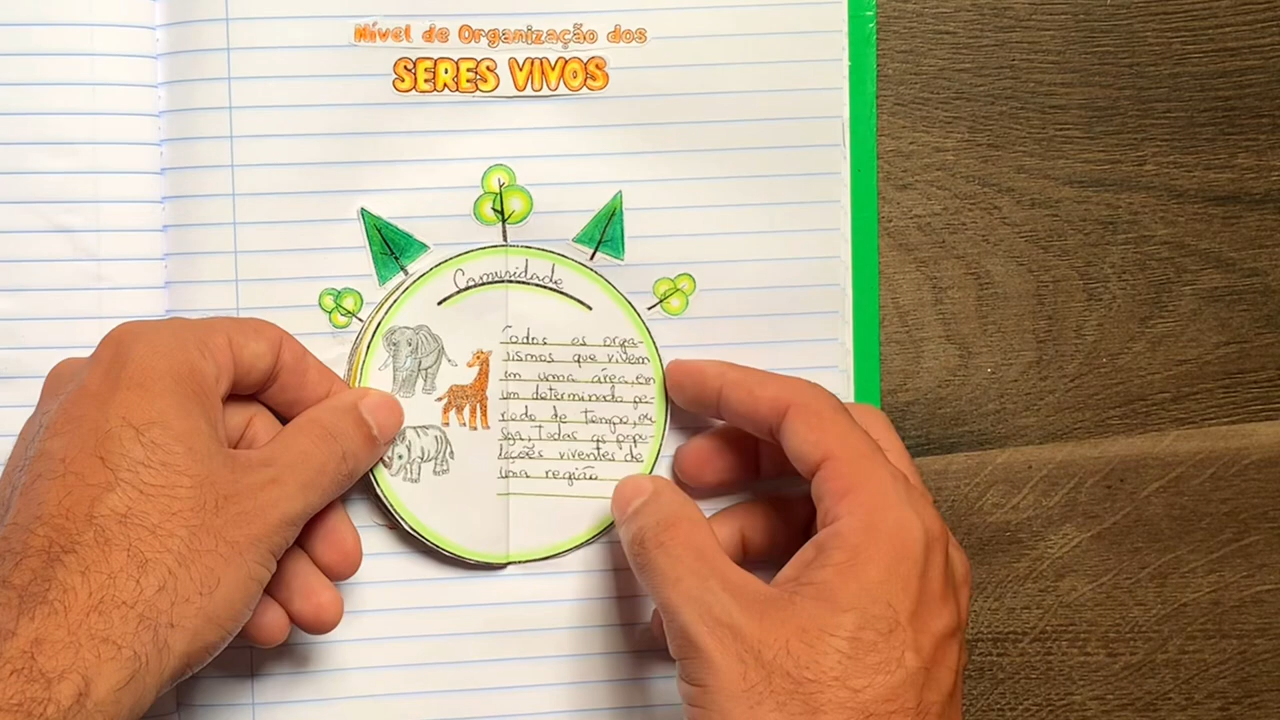 Nível de Organização dos
SERES VIVOS
Comunidade
Todos os orga-
nismos que vivem
em uma área, em
um determinado pe-
ríodo de tempo, ou
seja, todas as popu-
lações viventes de
uma região